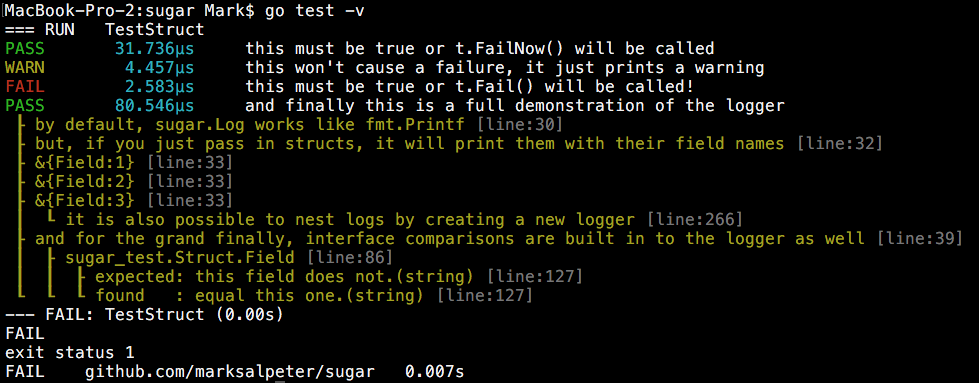 MacBook-Pro-2:sugar Mark$ go test -v
=== RUN   TestStruct
PASS       31.736µs     this must be true or t.FailNow() will be called
WARN        4.457µs     this won't cause a failure, it just prints a warning
FAIL        2.583µs     this must be true or t.Fail() will be called!
PASS       80.546µs     and finally this is a full demonstration of the logger
 ┠ by default, sugar.Log works like fmt.Printf [line:30]
 ┠ but, if you just pass in structs, it will print them with their field names [line:32]
 ┠ &{Field:1} [line:33]
 ┠ &{Field:2} [line:33]
 ┠ &{Field:3} [line:33]
 ┃  ┖ it is also possible to nest logs by creating a new logger [line:266]
 ┠ and for the grand finally, interface comparisons are built in to the logger as well [line:39]
 ┃  ┠ sugar_test.Struct.Field [line:86]
 ┃  ┃  ┠ expected: this field does not.(string) [line:127]
 ┖  ┖  ┖ found   : equal this one.(string) [line:127]
--- FAIL: TestStruct (0.00s)
FAIL
exit status 1
FAIL    github.com/marksalpeter/sugar   0.007s